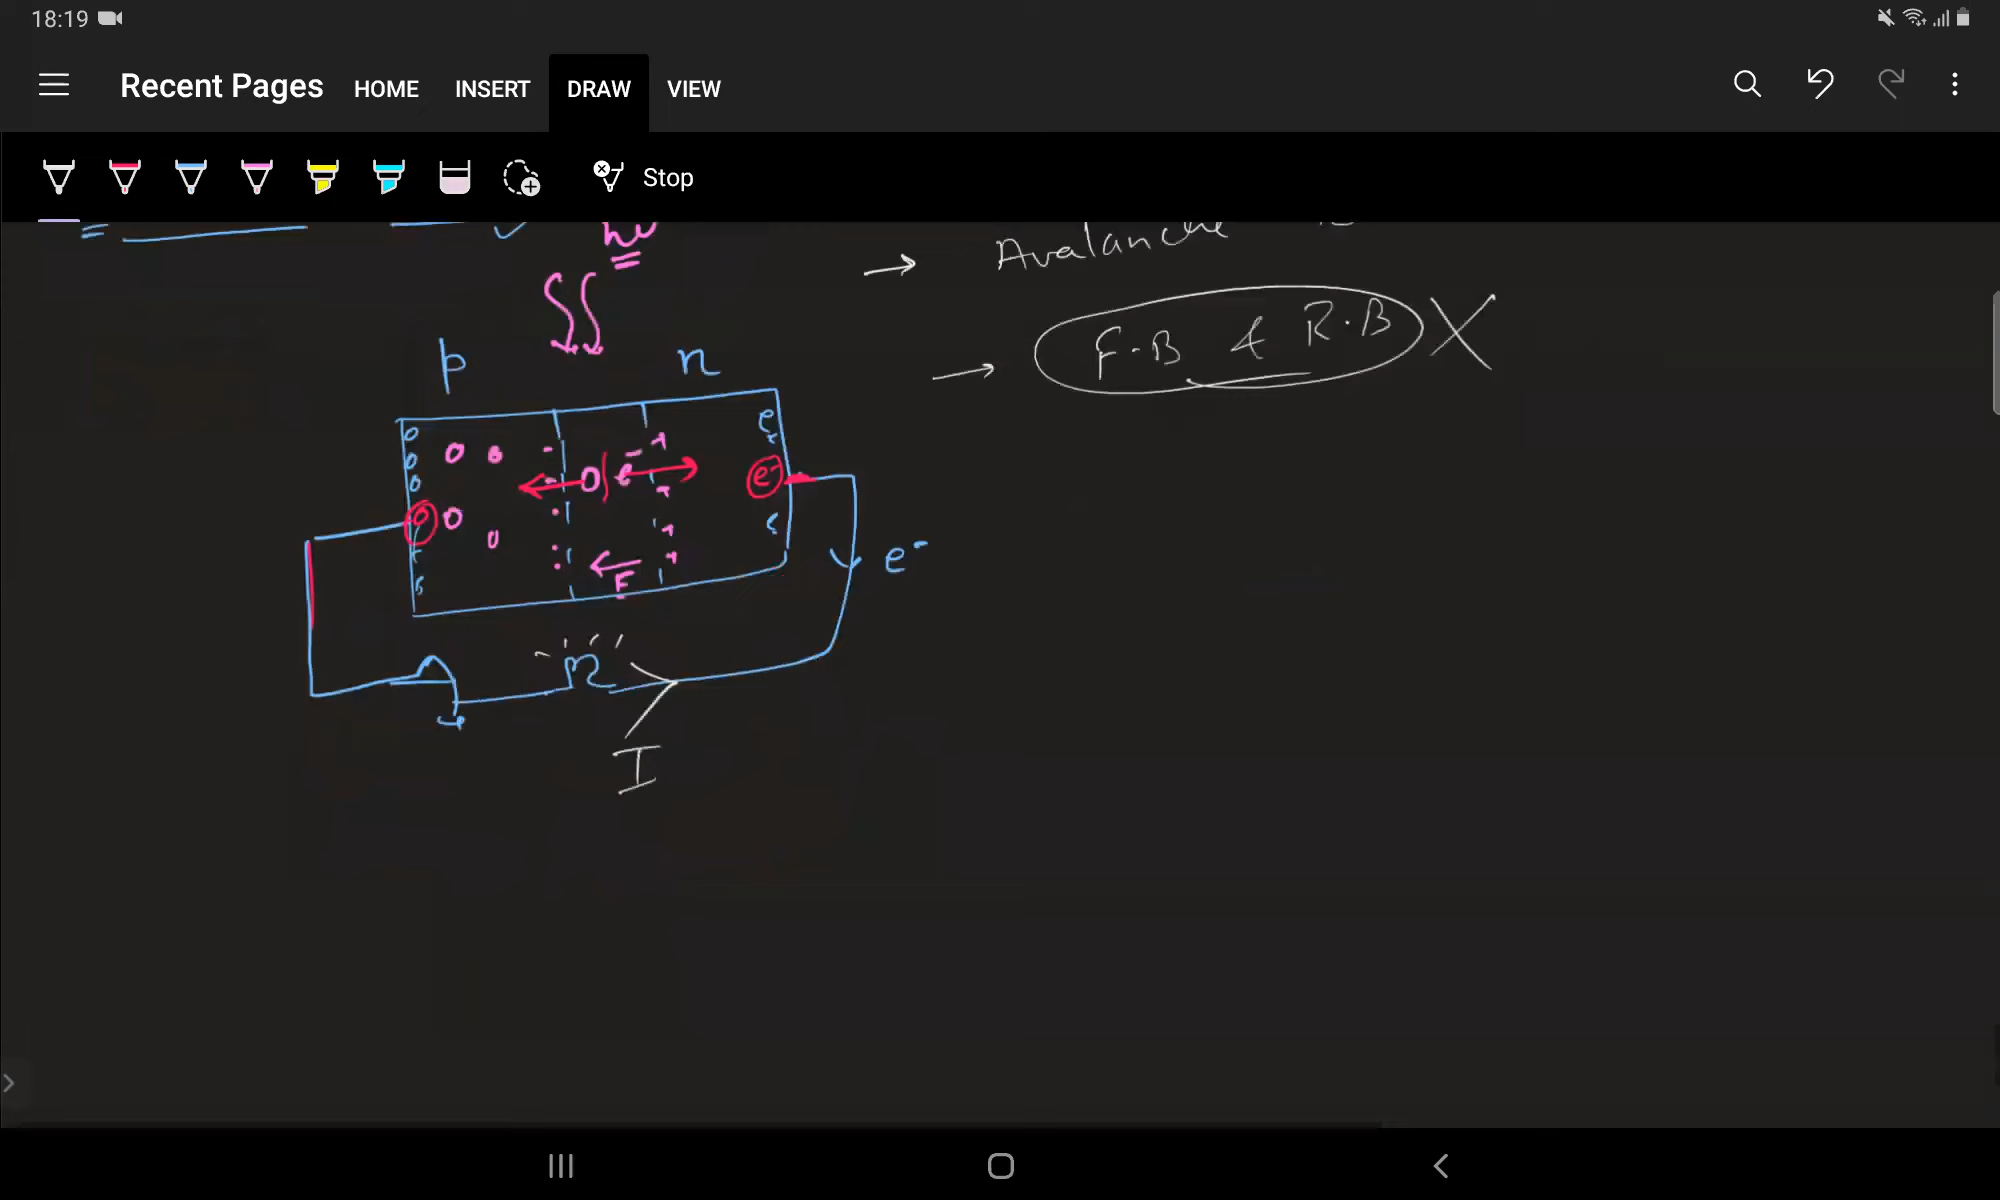 18:19
Recent Pages HOME INSERT DRAW VIEW
Stop
hν
→ Avalanche
p n
→ F.B & R.B X
e⁻
e⁻
E
e⁻
I